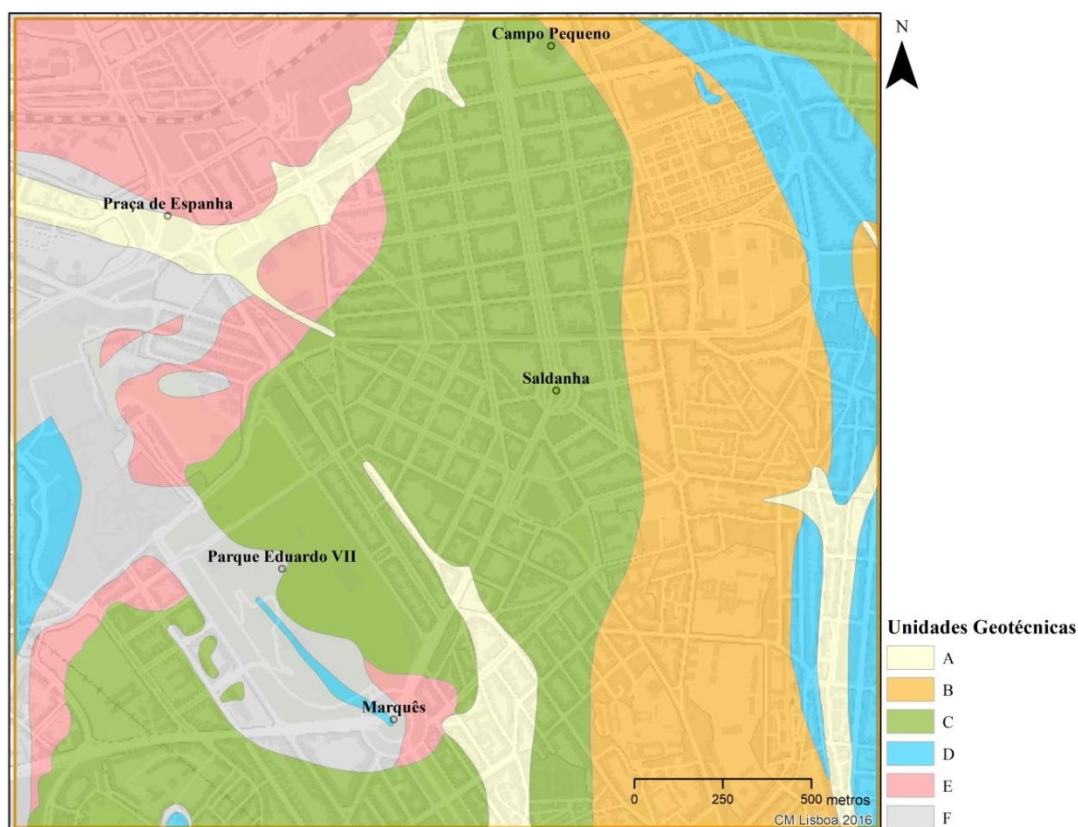 N
Campo Pequeno
Praça de Espanha
Saldanha
Parque Eduardo VII
Marquês
Unidades Geotécnicas
A
B
C
D
E
F
0 250 500 metros
CM Lisboa 2016